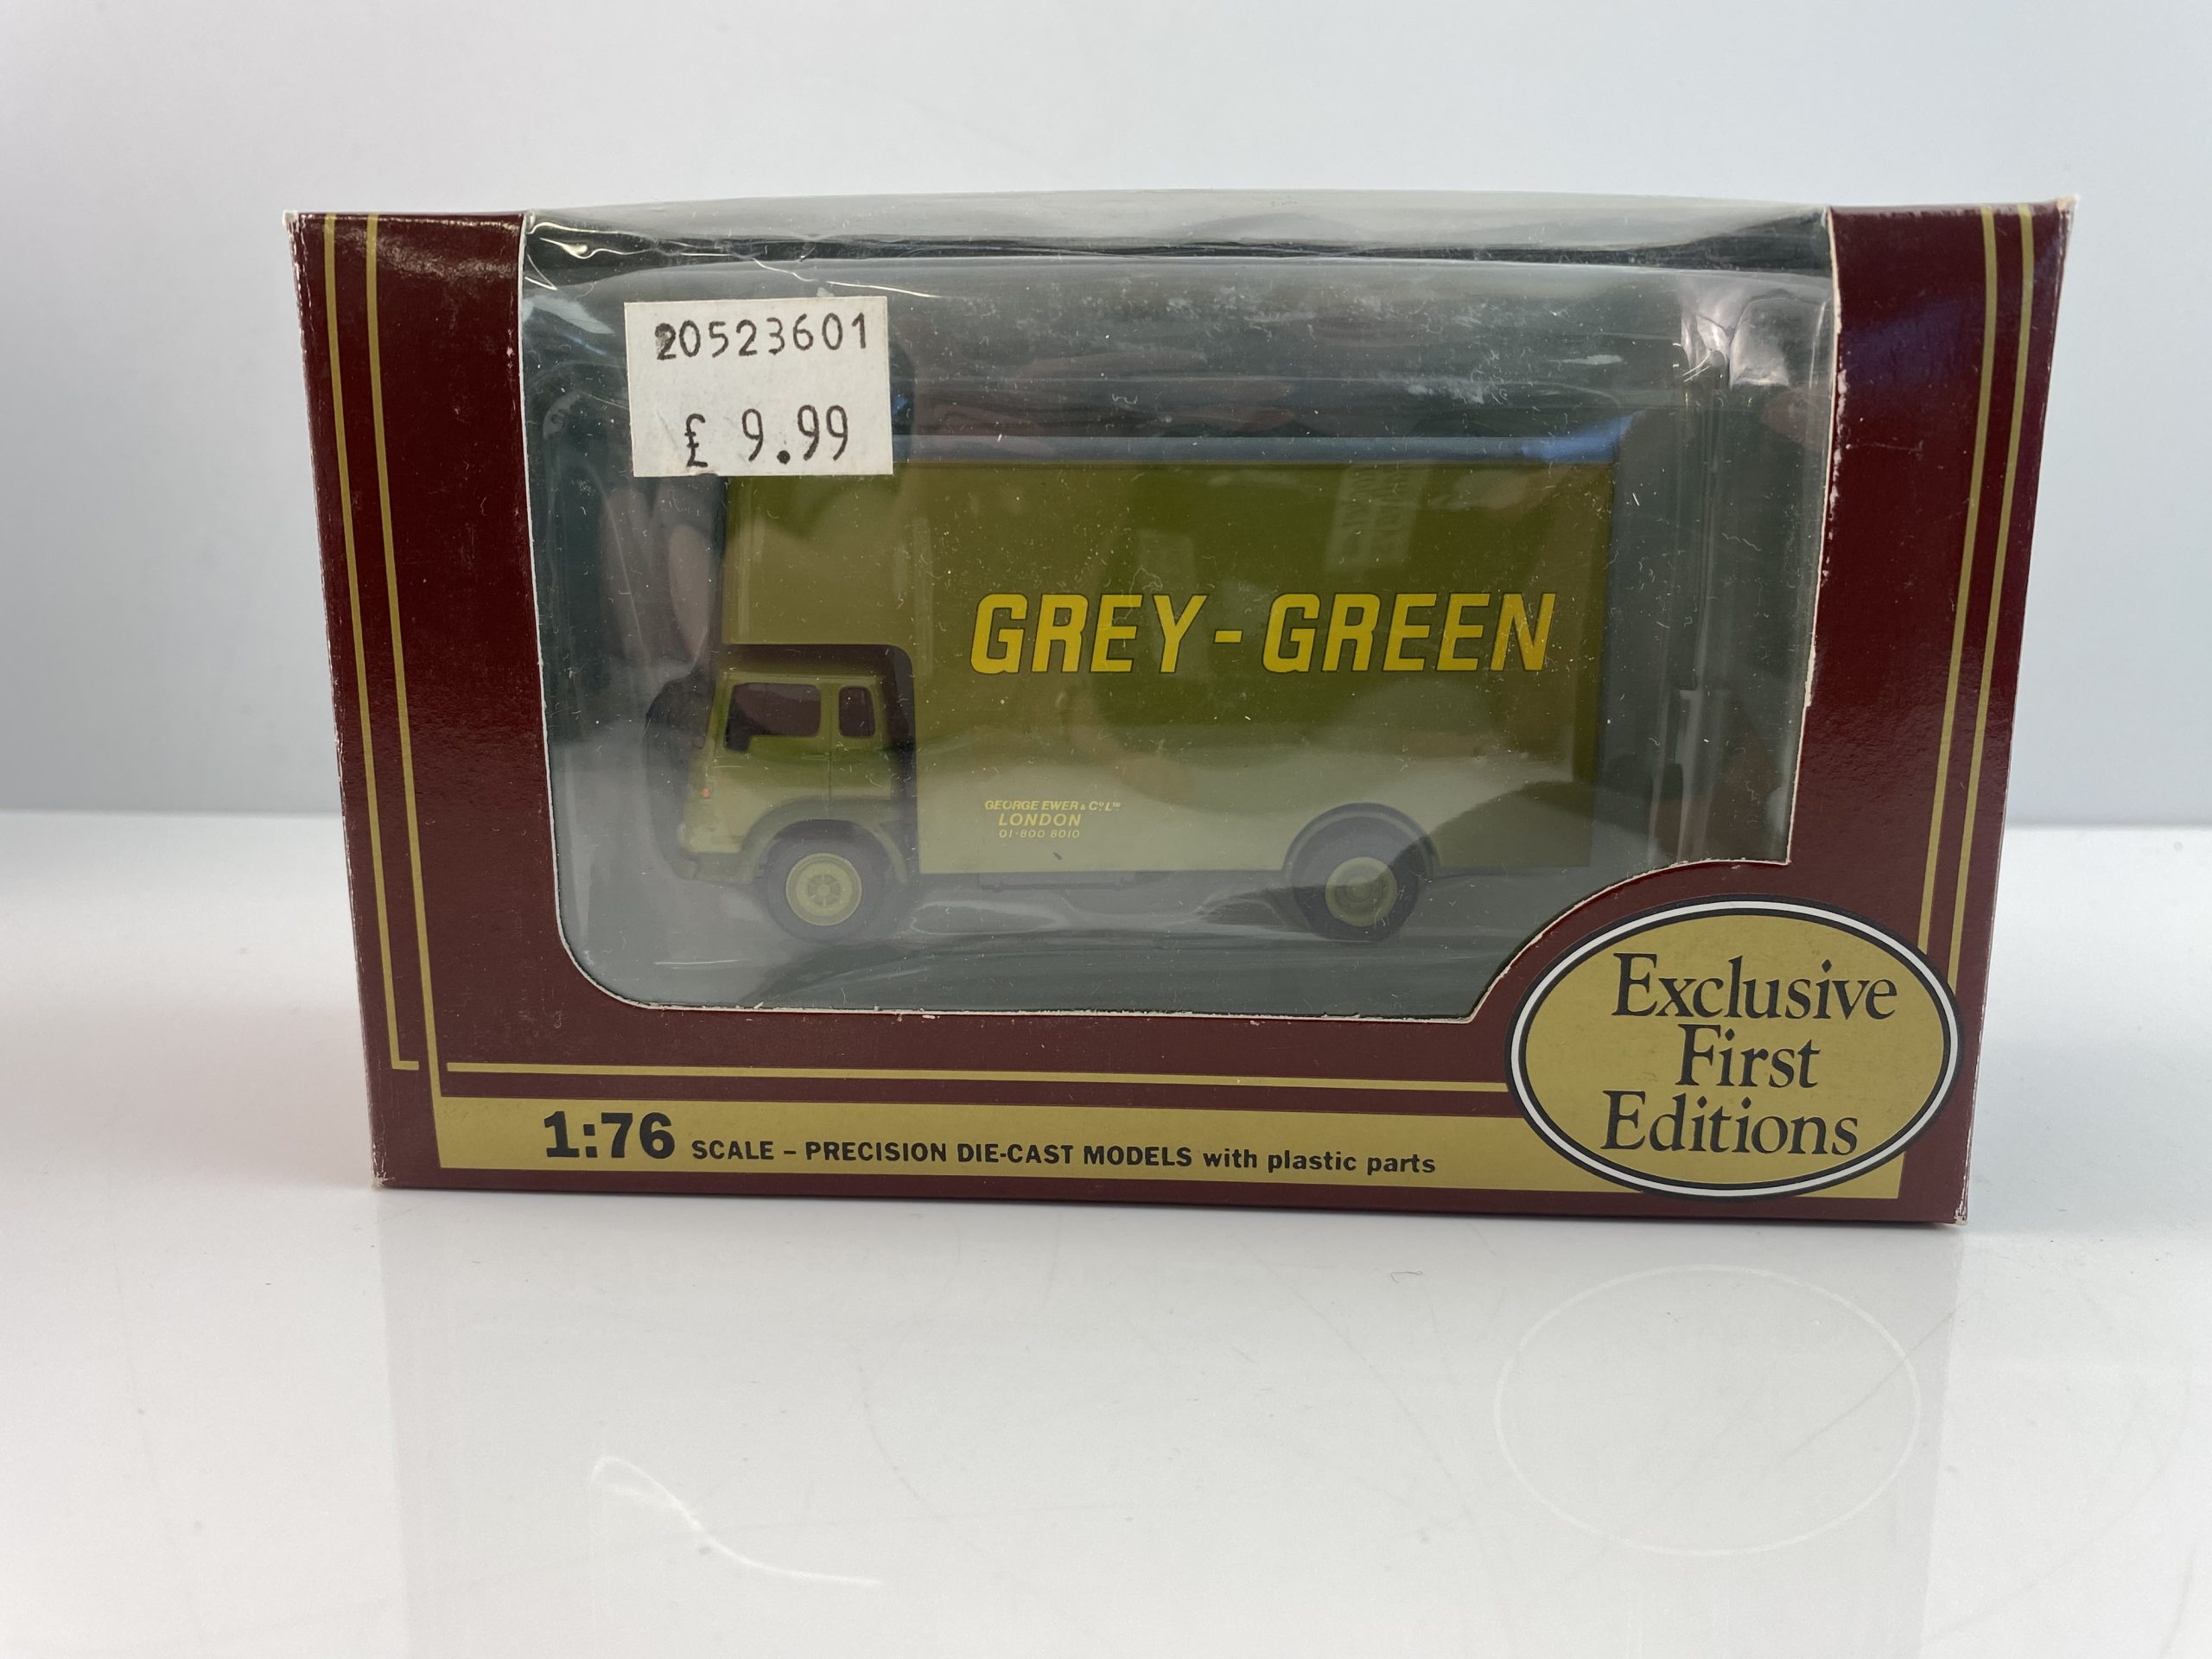 20523601
£ 9.99
GREY-GREEN
GEORGE EWER & Co. LTD
LONDON
01-800 8010
Exclusive
First
Editions
1:76 SCALE – PRECISION DIE-CAST MODELS with plastic parts